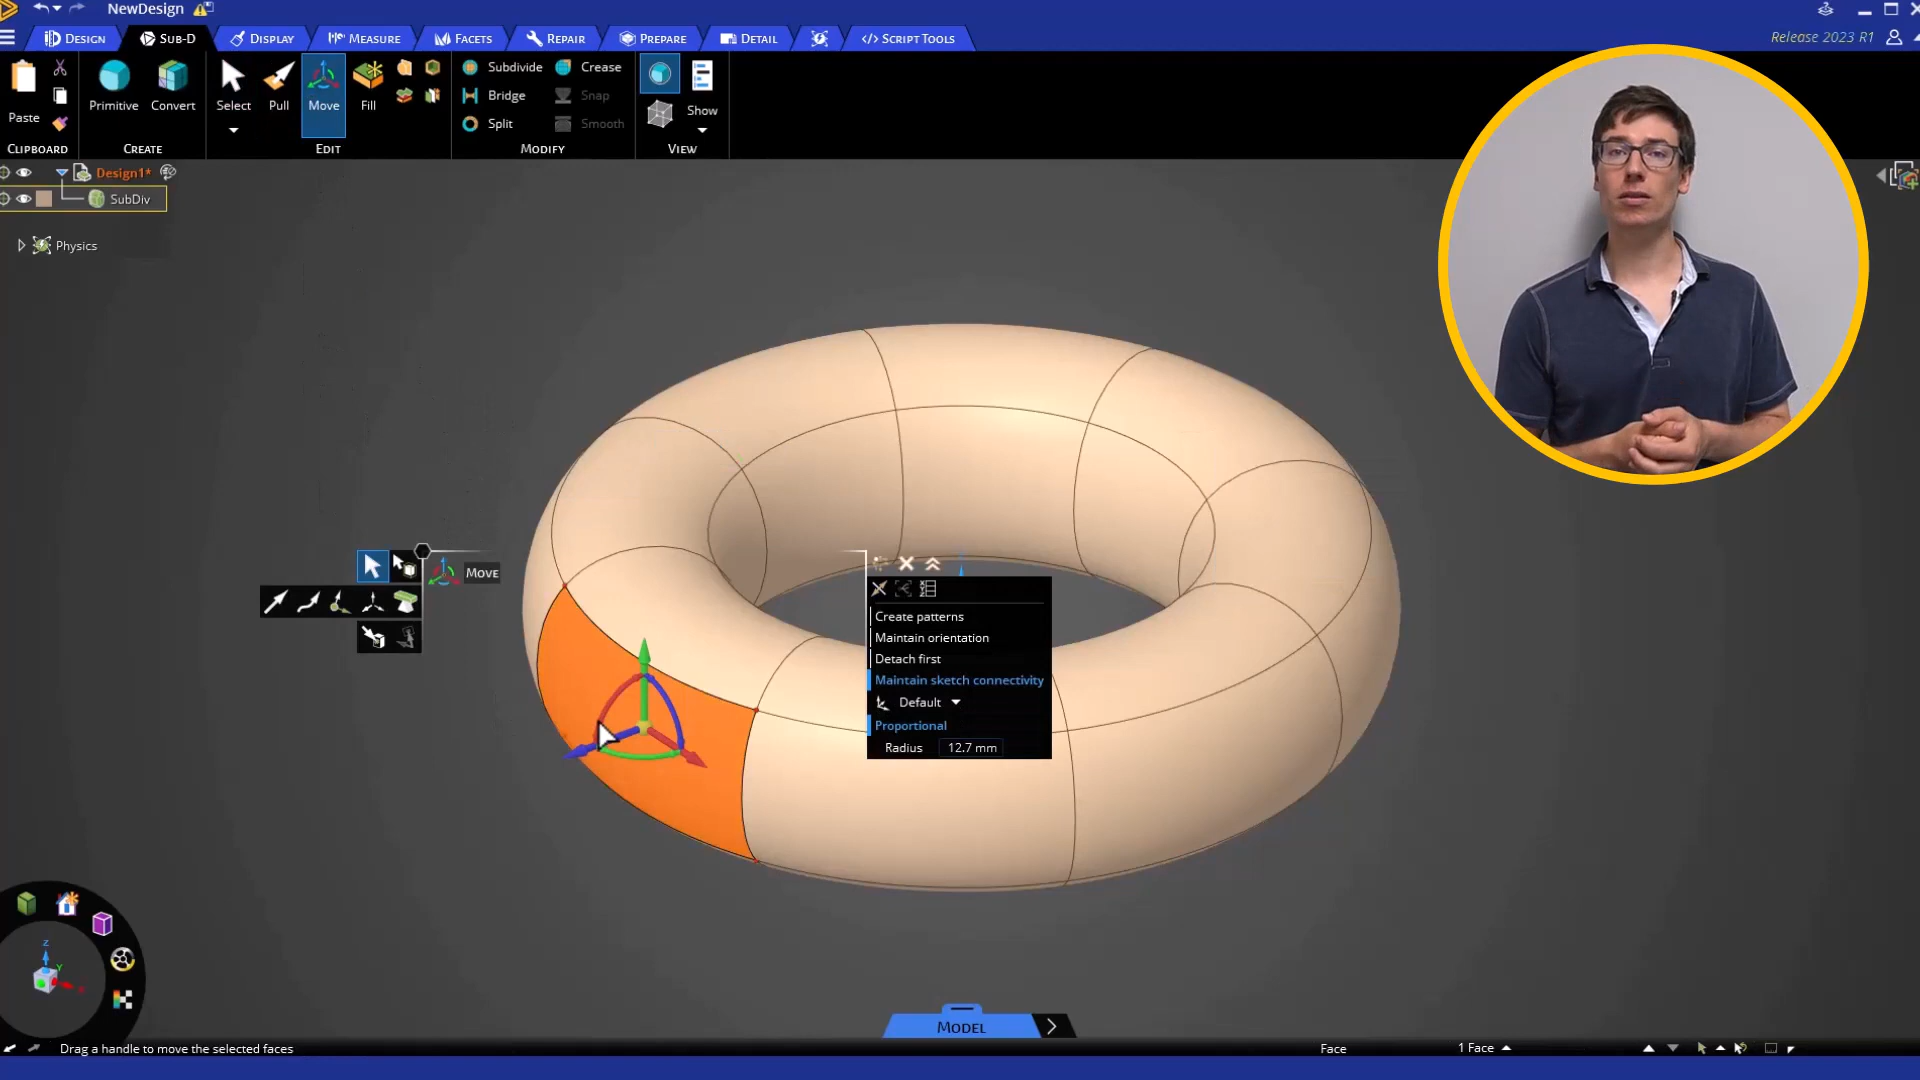 NewDesign
Design
Sub-D
Display
Measure
Facets
Repair
Prepare
Detail
</> Script Tools
Release 2023 R1
Paste
Primitive
Convert
Select
Pull
Move
Fill
Subdivide
Bridge
Split
Crease
Snap
Smooth
Show
Clipboard
Create
Edit
Modify
View
Design1*
SubDiv
Physics
Move
Create patterns
Maintain orientation
Detach first
Maintain sketch connectivity
Default
Proportional
Radius 12.7 mm
Z
Y
Model
Drag a handle to move the selected faces
Face
1 Face